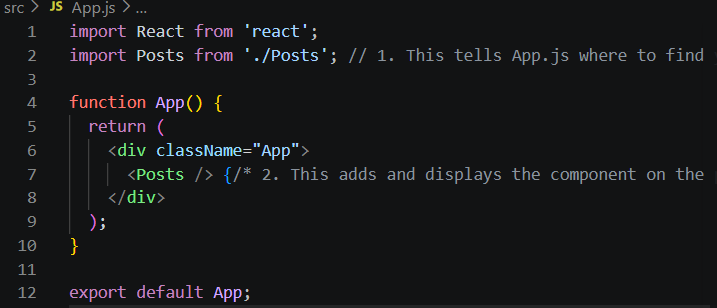 src > JS App.js > ...
1 import React from 'react';
2 import Posts from './Posts'; // 1. This tells App.js where to find
3
4 function App() {
5   return (
6     <div className="App">
7       <Posts /> {/* 2. This adds and displays the component on the
8     </div>
9   );
10 }
11
12 export default App;